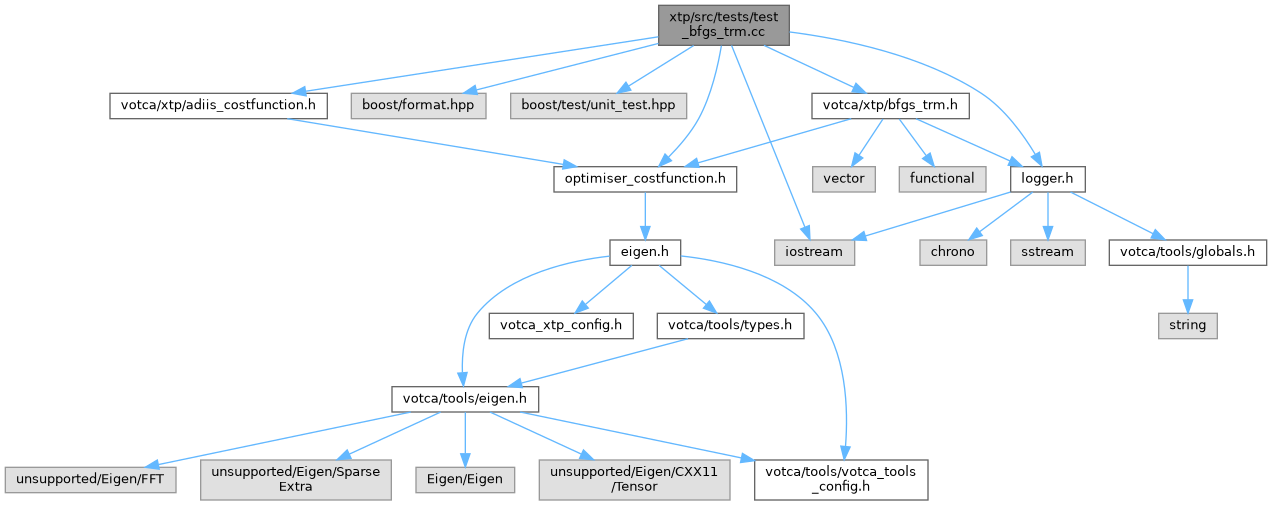 xtp/src/tests/test
_bfgs_trm.cc
votca/xtp/adiis_costfunction.h
boost/format.hpp
boost/test/unit_test.hpp
votca/xtp/bfgs_trm.h
optimiser_costfunction.h
vector
functional
logger.h
eigen.h
iostream
chrono
sstream
votca/tools/globals.h
votca_xtp_config.h
votca/tools/types.h
string
votca/tools/eigen.h
unsupported/Eigen/FFT
unsupported/Eigen/Sparse
Extra
Eigen/Eigen
unsupported/Eigen/CXX11
/Tensor
votca/tools/votca_tools
_config.h